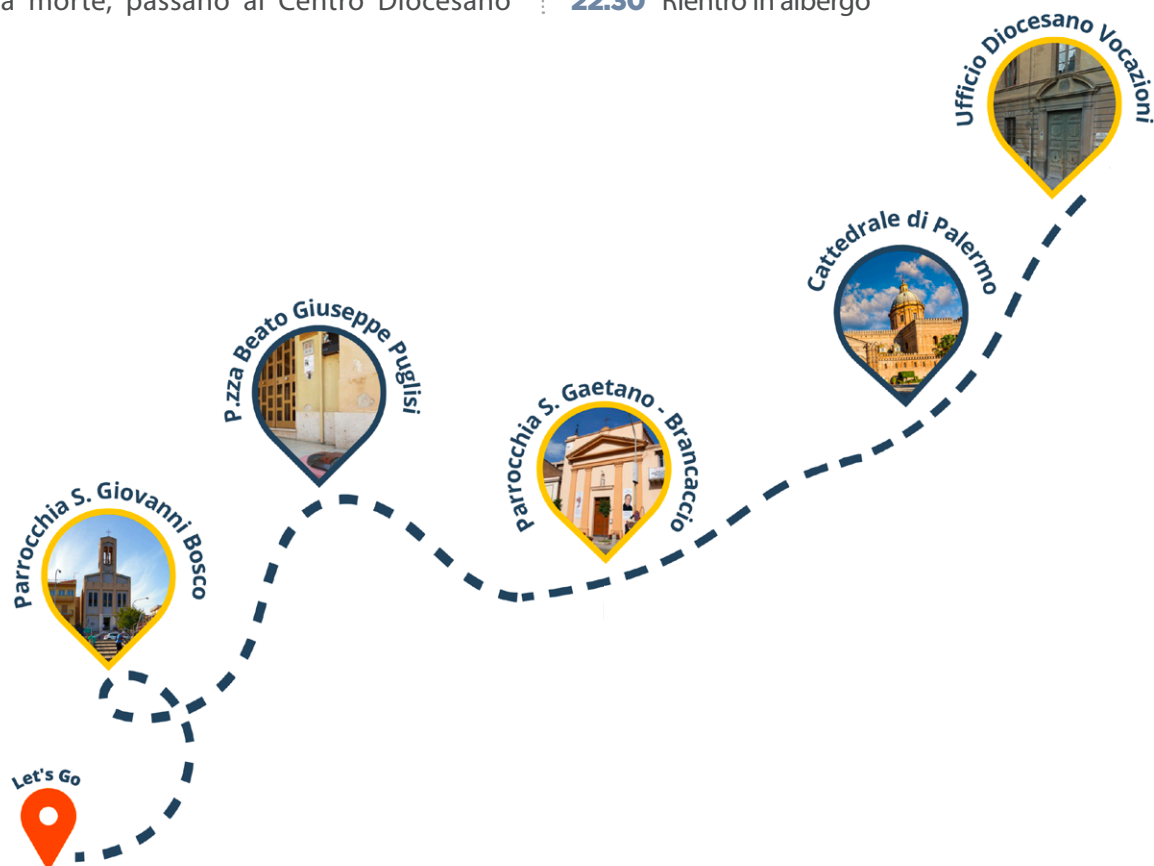 a morte, passano al Centro Diocesano
22.30 Rientro in albergo
Ufficio Diocesano Vocazioni
Cattedrale di Palermo
P.zza Beato Giuseppe Puglisi
Parrocchia S. Gaetano - Brancaccio
Parrocchia S. Giovanni Bosco
Let's Go